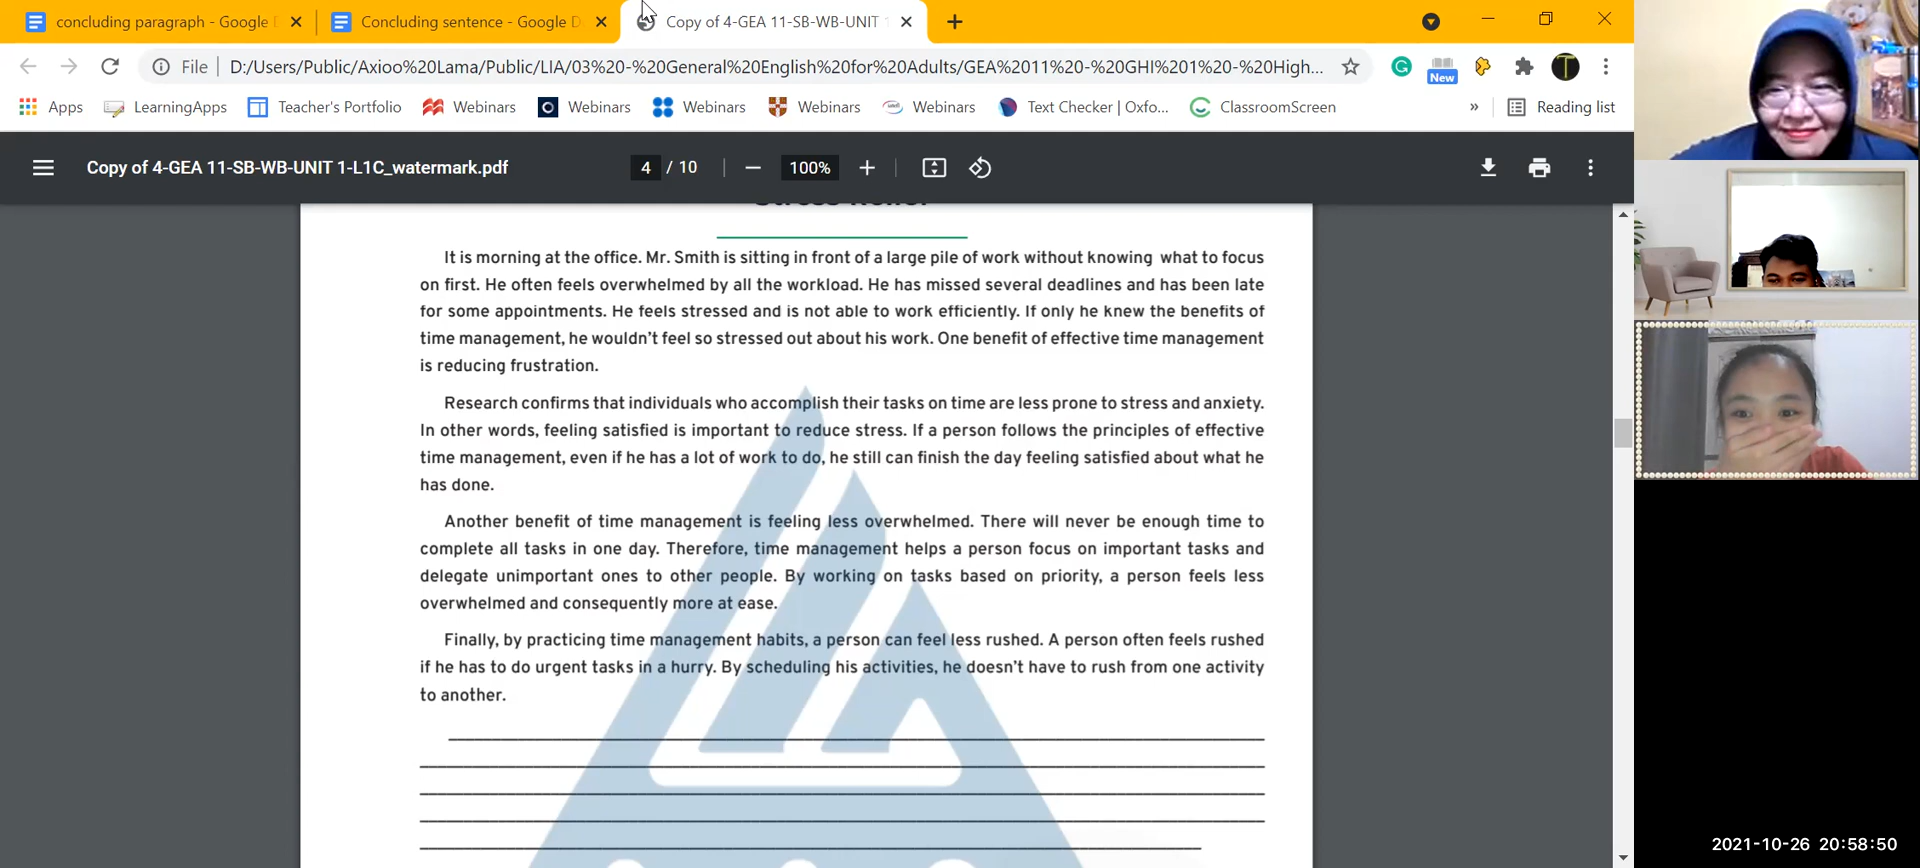 concluding paragraph - Google
Concluding sentence - Google D
Copy of 4-GEA 11-SB-WB-UNIT
File
D:/Users/Public/Axioo%20Lama/Public/LIA/03%20-%20General%20English%20for%20Adults/GEA%2011%20-%20GHI%201%20-%20High...
New
T
Apps
LearningApps
Teacher's Portfolio
Webinars
Webinars
Webinars
Webinars
Webinars
Text Checker | Oxfo...
ClassroomScreen
»
Reading list
Copy of 4-GEA 11-SB-WB-UNIT 1-L1C_watermark.pdf
4 / 10
100%
It is morning at the office. Mr. Smith is sitting in front of a large pile of work without knowing what to focus
on first. He often feels overwhelmed by all the workload. He has missed several deadlines and has been late
for some appointments. He feels stressed and is not able to work efficiently. If only he knew the benefits of
time management, he wouldn't feel so stressed out about his work. One benefit of effective time management
is reducing frustration.
Research confirms that individuals who accomplish their tasks on time are less prone to stress and anxiety.
In other words, feeling satisfied is important to reduce stress. If a person follows the principles of effective
time management, even if he has a lot of work to do, he still can finish the day feeling satisfied about what he
has done.
Another benefit of time management is feeling less overwhelmed. There will never be enough time to
complete all tasks in one day. Therefore, time management helps a person focus on important tasks and
delegate unimportant ones to other people. By working on tasks based on priority, a person feels less
overwhelmed and consequently more at ease.
Finally, by practicing time management habits, a person can feel less rushed. A person often feels rushed
if he has to do urgent tasks in a hurry. By scheduling his activities, he doesn't have to rush from one activity
to another.
2021-10-26 20:58:50